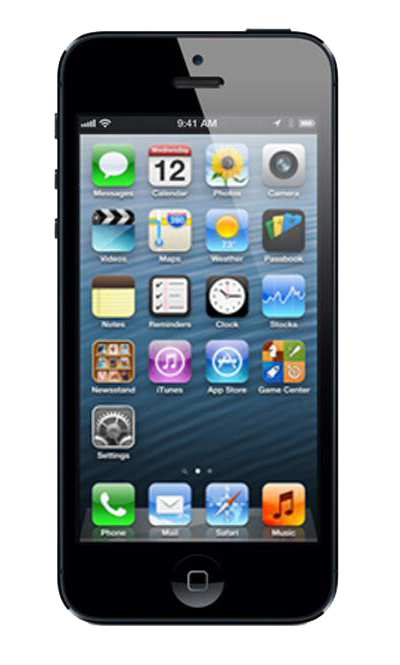 9:41 AM
Wednesday
12
280
73°
Messages Calendar Photos Camera
Videos Maps Weather Passbook
Notes Reminders Clock Stocks
Newsstand iTunes App Store Game Center
Settings
Phone Mail Safari Music